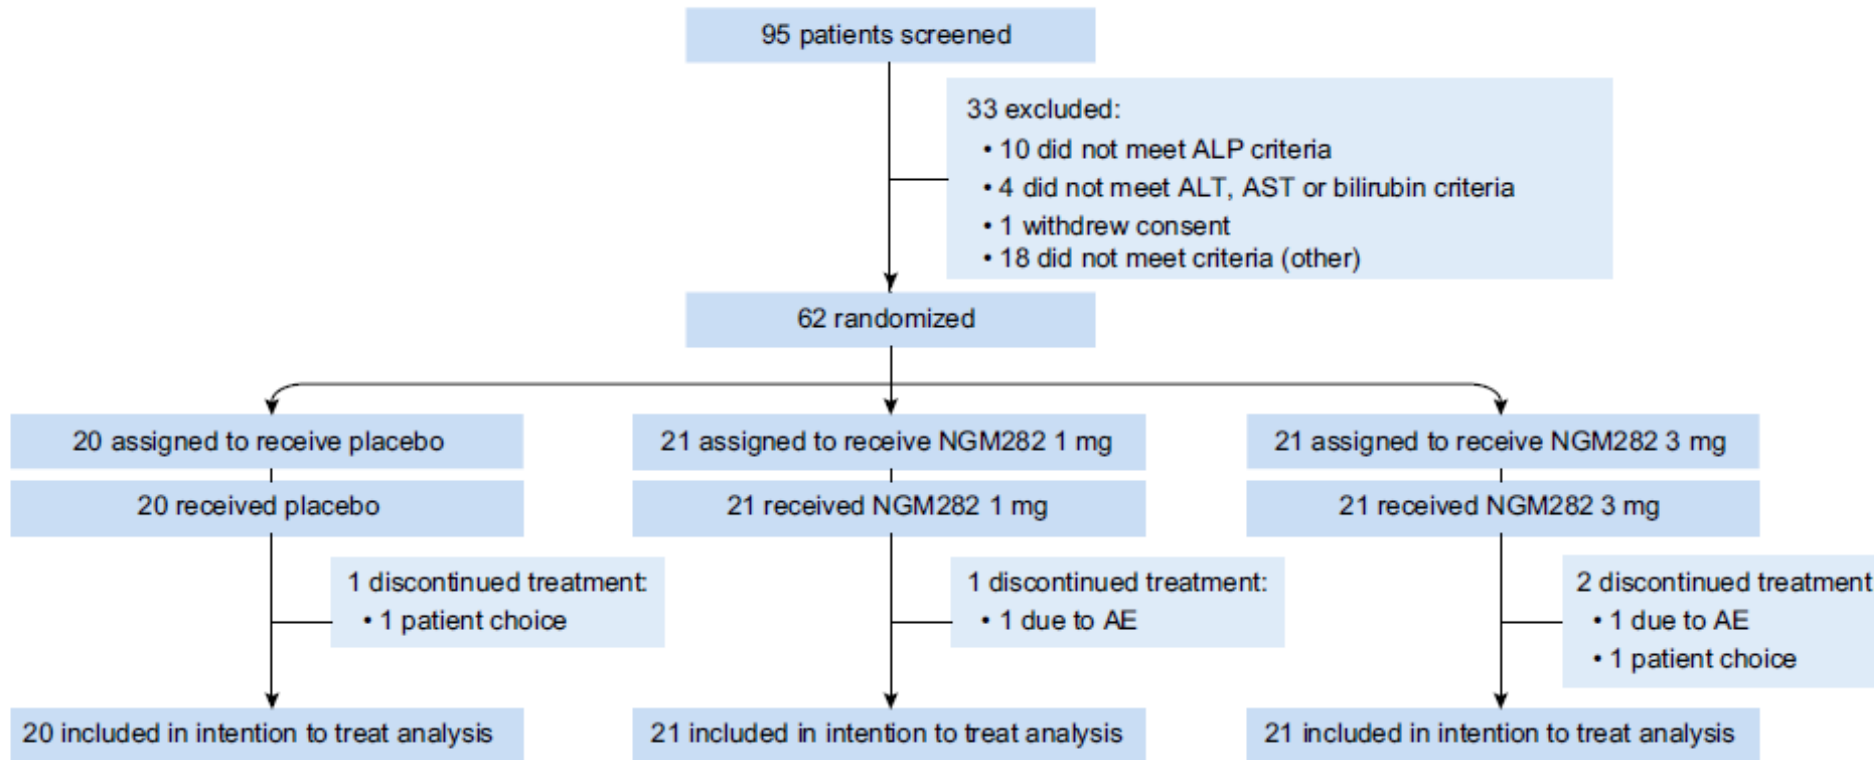 95 patients screened
33 excluded:
• 10 did not meet ALP criteria
• 4 did not meet ALT, AST or bilirubin criteria
• 1 withdrew consent
• 18 did not meet criteria (other)
62 randomized
20 assigned to receive placebo
21 assigned to receive NGM282 1 mg
21 assigned to receive NGM282 3 mg
20 received placebo
21 received NGM282 1 mg
21 received NGM282 3 mg
1 discontinued treatment:
• 1 patient choice
1 discontinued treatment:
• 1 due to AE
2 discontinued treatment
• 1 due to AE
• 1 patient choice
20 included in intention to treat analysis
21 included in intention to treat analysis
21 included in intention to treat analysis